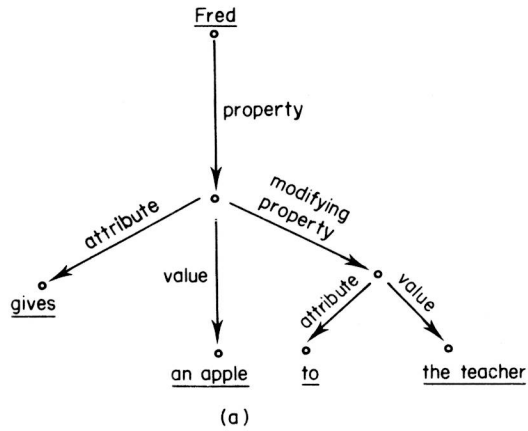 Fred
property
attribute
modifying
property
value
gives
attribute
value
an apple
to
the teacher
(a)